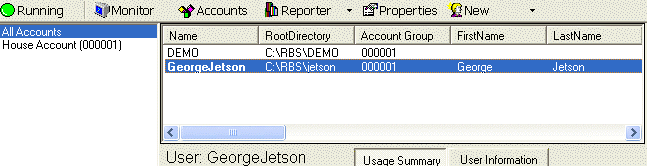 Running Monitor Accounts Reporter Properties New
All Accounts
House Account (000001)
Name RootDirectory Account Group FirstName LastName
DEMO C:\RBS\DEMO 000001
GeorgeJetson C:\RBS\jetson 000001 George Jetson
User: GeorgeJetson Usage Summary User Information